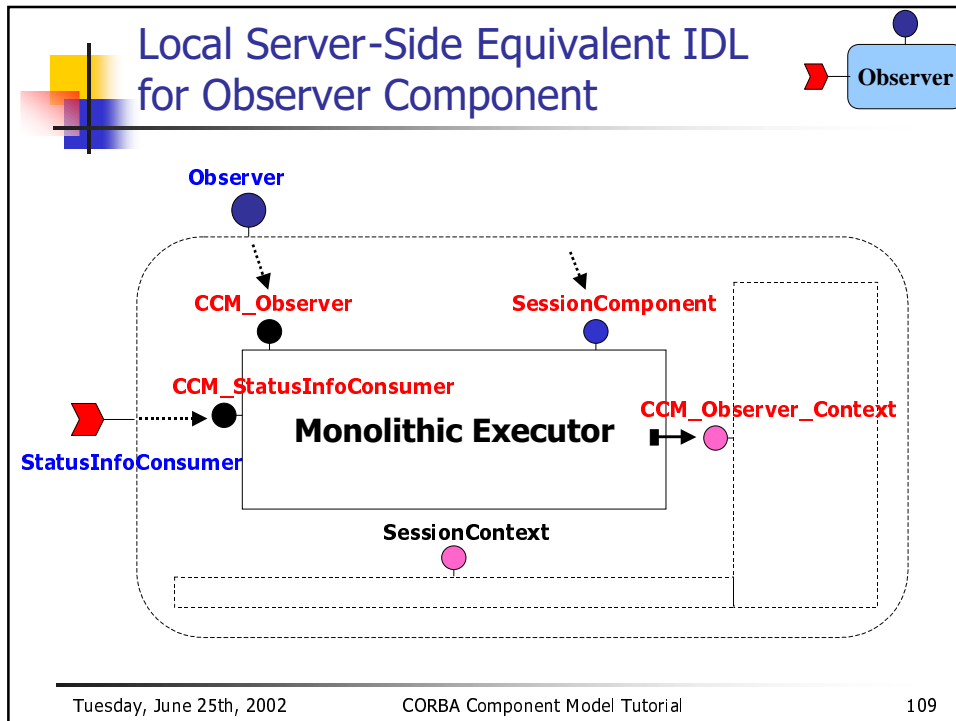 Local Server-Side Equivalent IDL
for Observer Component
Observer
Observer
CCM_Observer
SessionComponent
CCM_StatusInfoConsumer
CCM_Observer_Context
Monolithic Executor
StatusInfoConsumer
SessionContext
Tuesday, June 25th, 2002
CORBA Component Model Tutorial
109